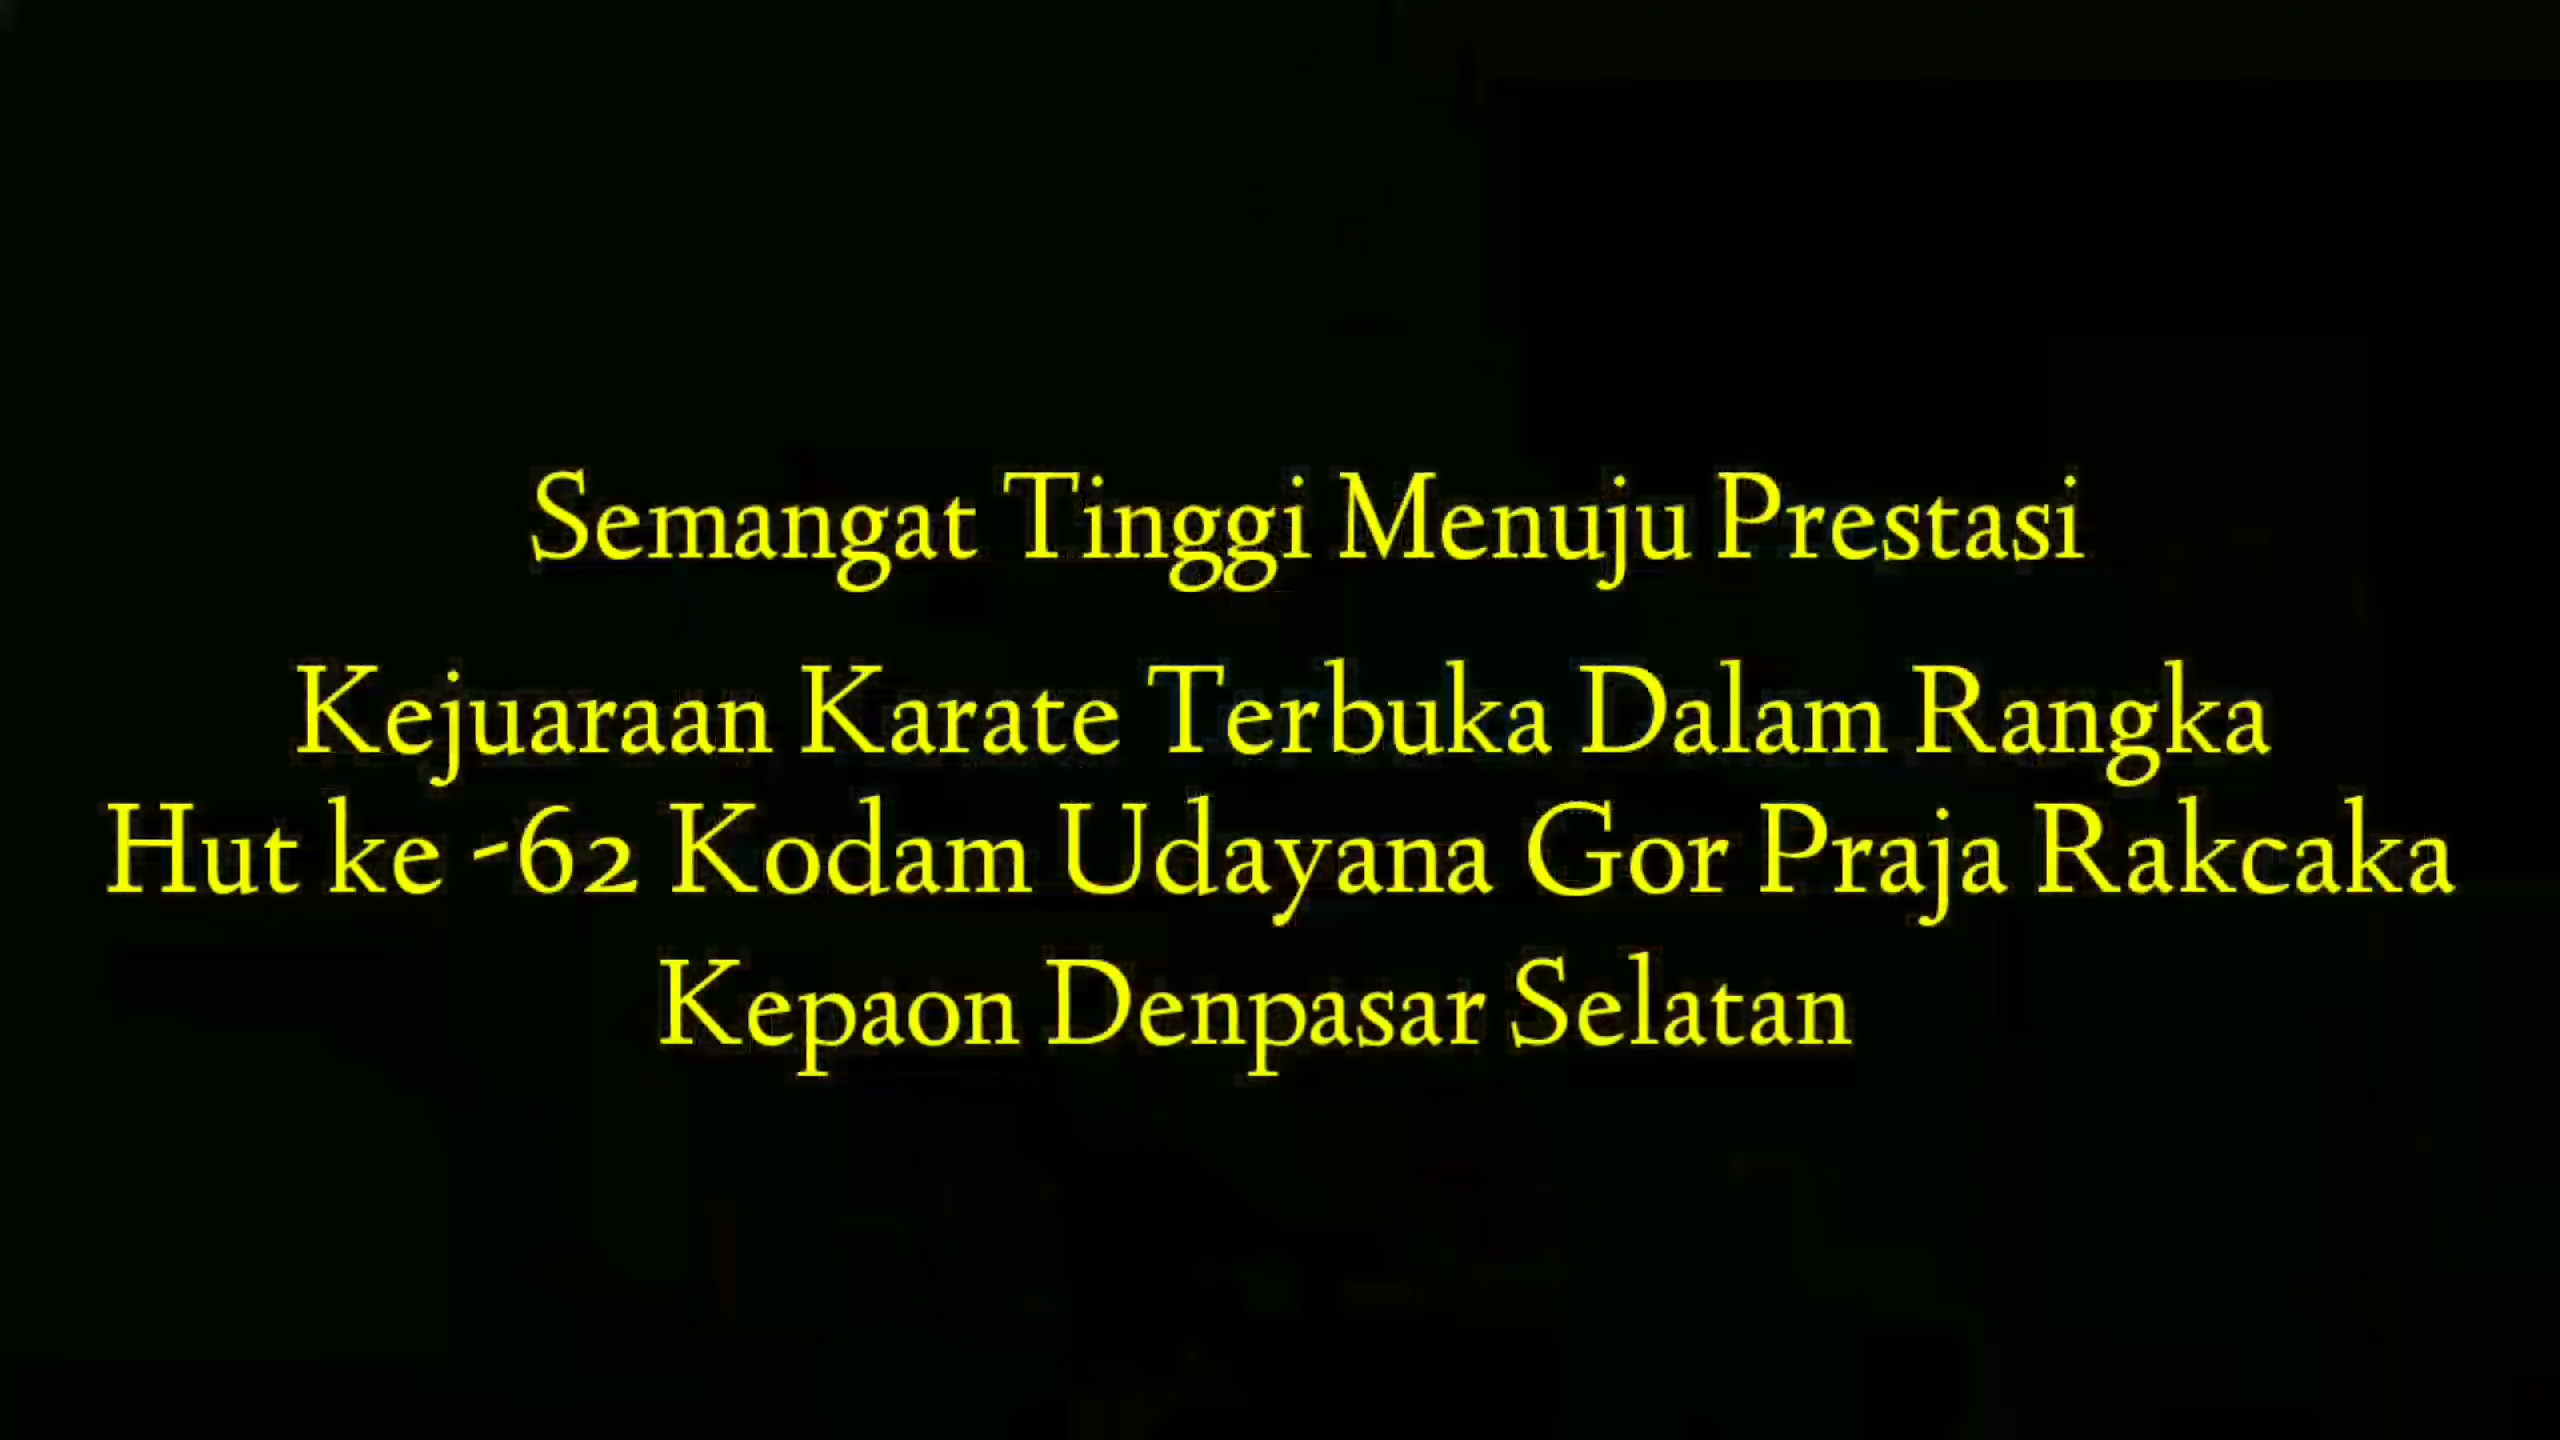 Semangat Tinggi Menuju Prestasi
Kejuaraan Karate Terbuka Dalam Rangka
Hut ke -62 Kodam Udayana Gor Praja Rakcaka
Kepaon Denpasar Selatan